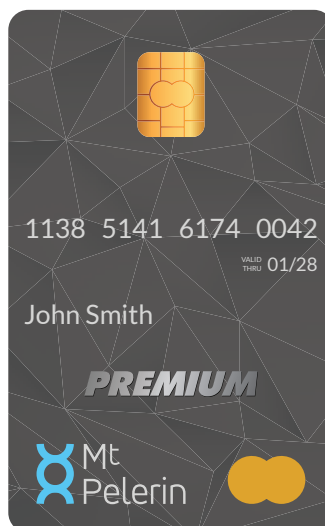 1138 5141 6174 0042
VALID
THRU 01/28
John Smith
PREMIUM
Mt
Pelerin